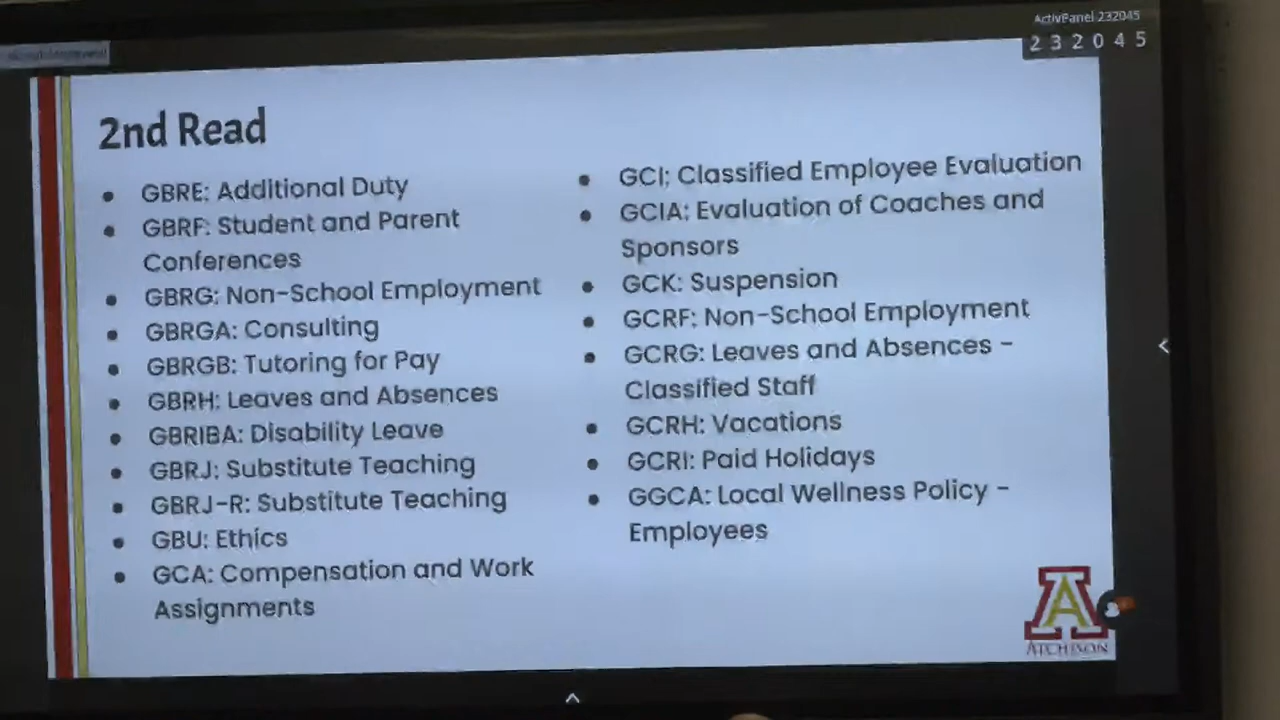 ActivPanel 232045
2 3 2 0 4 5
2nd Read
GBRE: Additional Duty
GBRF: Student and Parent
Conferences
GBRG: Non-School Employment
GBRGA: Consulting
GBRGB: Tutoring for Pay
GBRH: Leaves and Absences
GBRIBA: Disability Leave
GBRJ: Substitute Teaching
GBRJ-R: Substitute Teaching
GBU: Ethics
GCA: Compensation and Work
Assignments
GCI: Classified Employee Evaluation
GCIA: Evaluation of Coaches and
Sponsors
GCK: Suspension
GCRF: Non-School Employment
GCRG: Leaves and Absences -
Classified Staff
GCRH: Vacations
GCRI: Paid Holidays
GGCA: Local Wellness Policy -
Employees
A
ATCHISON